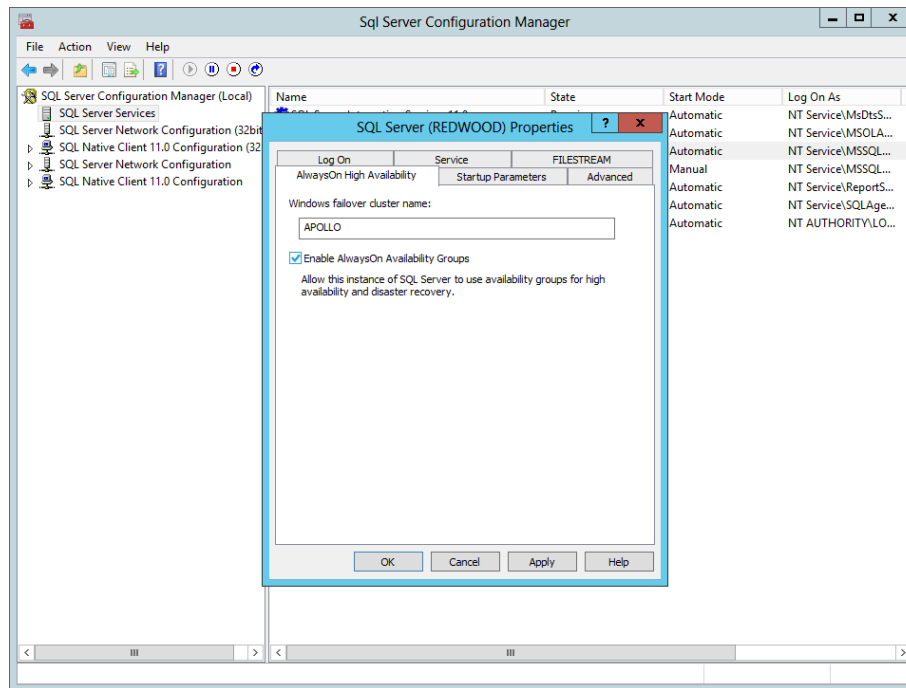 Sql Server Configuration Manager
File Action View Help
SQL Server Configuration Manager (Local)
SQL Server Services
SQL Server Network Configuration (32bit
SQL Native Client 11.0 Configuration (32
SQL Server Network Configuration
SQL Native Client 11.0 Configuration
Name State Start Mode Log On As
Automatic NT Service\MsDtsS...
Automatic NT Service\MSOLA...
Automatic NT Service\MSSQL...
Manual NT Service\MSSQL...
Automatic NT Service\ReportS...
Automatic NT Service\SQLAge...
Automatic NT AUTHORITY\LO...
SQL Server (REDWOOD) Properties
Log On Service FILESTREAM
AlwaysOn High Availability Startup Parameters Advanced
Windows failover cluster name:
APOLLO
Enable AlwaysOn Availability Groups
Allow this instance of SQL Server to use availability groups for high
availability and disaster recovery.
OK Cancel Apply Help